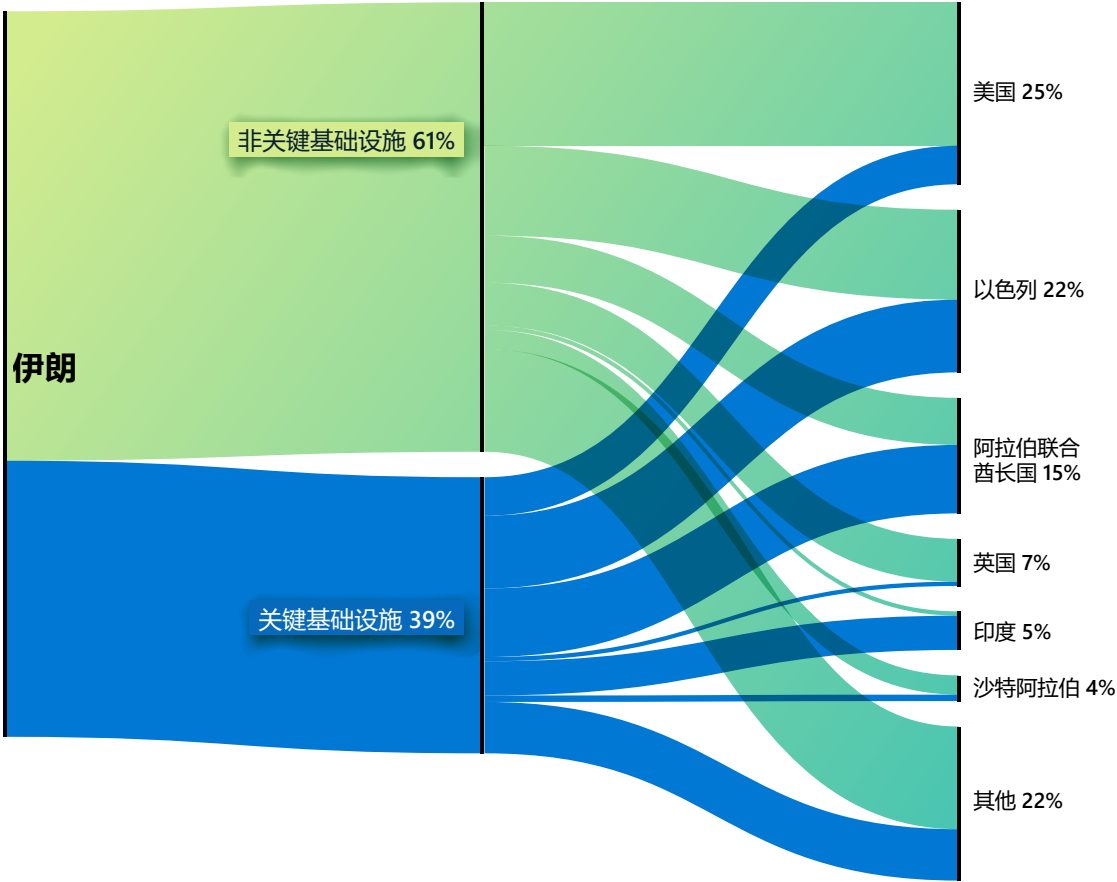 伊朗
非关键基础设施 61%
关键基础设施 39%
美国 25%
以色列 22%
阿拉伯联合
酋长国 15%
英国 7%
印度 5%
沙特阿拉伯 4%
其他 22%